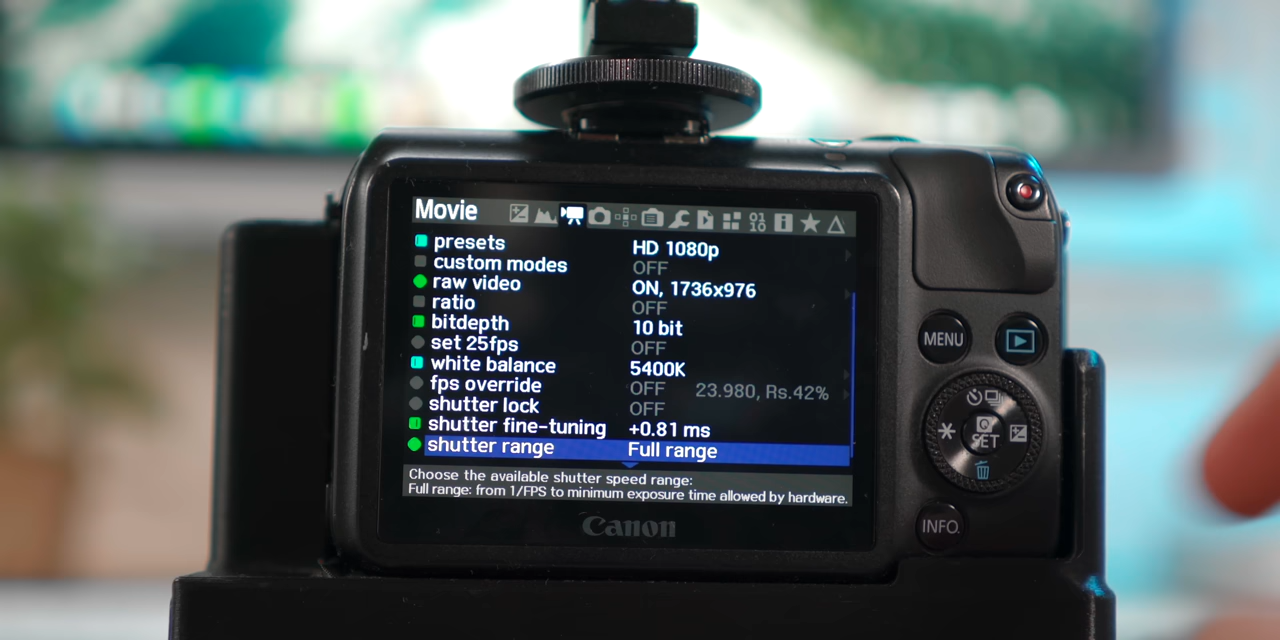 Movie
01
10
presets HD 1080p
custom modes OFF
raw video ON, 1736x976
ratio OFF
bitdepth 10 bit
set 25fps OFF
white balance 5400K
fps override OFF 23.980, Rs.42%
shutter lock OFF
shutter fine-tuning +0.81 ms
shutter range Full range
Choose the available shutter speed range:
Full range: from 1/FPS to minimum exposure time allowed by hardware.
Canon
MENU
Q
SET
INFO.